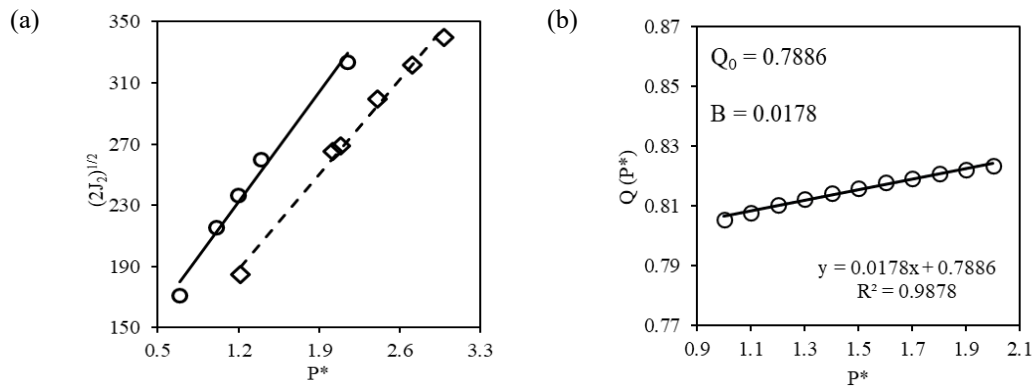 (a)
(2J₂)^1/2
350
310
270
230
190
150
0.5 1.2 1.9 2.6 3.3
P*
(b)
Q (P*)
0.87
0.85
0.83
0.81
0.79
0.77
Q₀ = 0.7886
B = 0.0178
y = 0.0178x + 0.7886
R² = 0.9878
0.9 1.1 1.3 1.5 1.7 1.9 2.1
P*